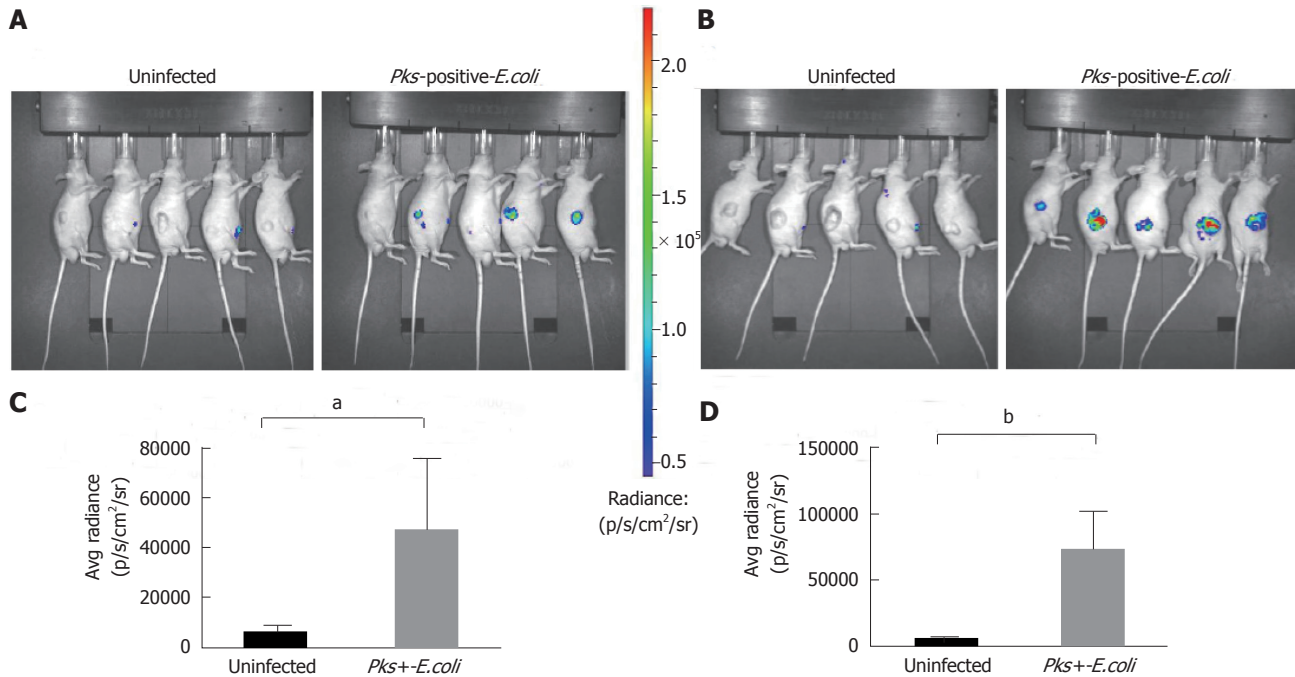 A
Uninfected
Pks-positive-E.coli
2.0
1.5
× 10⁵
1.0
0.5
Radiance:
(p/s/cm²/sr)
B
Uninfected
Pks-positive-E.coli
C
a
Avg radiance
(p/s/cm²/sr)
80000
60000
40000
20000
0
Uninfected
Pks+-E.coli
D
b
Avg radiance
(p/s/cm²/sr)
150000
100000
50000
0
Uninfected
Pks+-E.coli